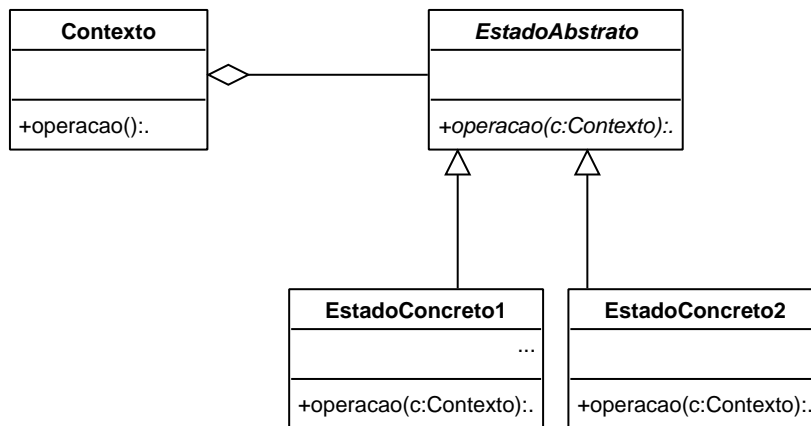 Contexto
EstadoAbstrato
+operacao():.
+operacao(c:Contexto):.
EstadoConcreto1
EstadoConcreto2
...
+operacao(c:Contexto):.
+operacao(c:Contexto):.